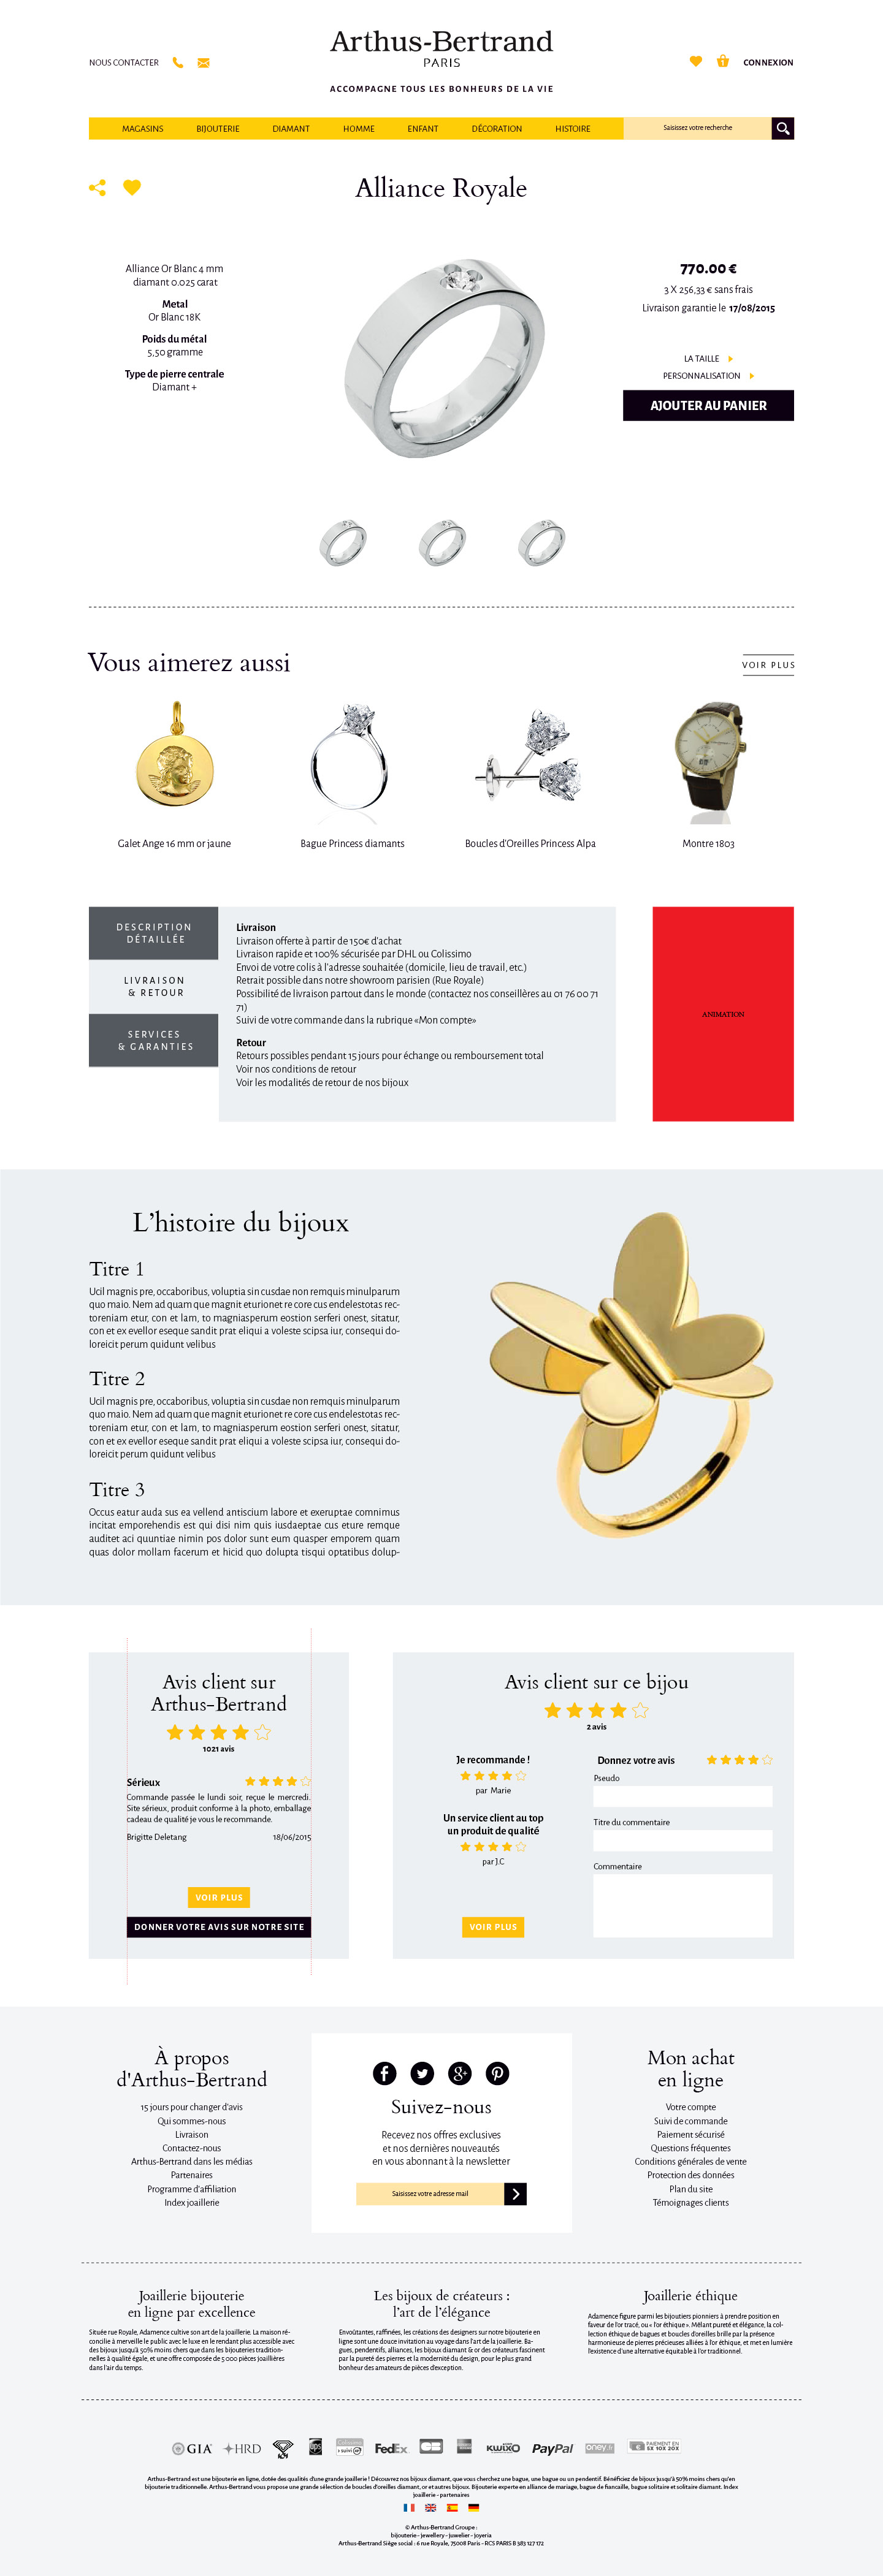 NOUS CONTACTER
Arthus-Bertrand
PARIS
ACCOMPAGNE TOUS LES BONHEURS DE LA VIE
1
CONNEXION
MAGASINS BIJOUTERIE DIAMANT HOMME ENFANT DÉCORATION HISTOIRE
Saisissez votre recherche
Alliance Royale
Alliance Or Blanc 4 mm
diamant 0.025 carat
Metal
Or Blanc 18K
Poids du métal
5,50 gramme
Type de pierre centrale
Diamant +
770.00 €
3 X 256,33 € sans frais
Livraison garantie le 17/08/2015
LA TAILLE
PERSONNALISATION
AJOUTER AU PANIER
Vous aimerez aussi
VOIR PLUS
Galet Ange 16 mm or jaune
Bague Princess diamants
Boucles d'Oreilles Princess Alpa
Montre 1803
DESCRIPTION
DÉTAILLÉE
LIVRAISON
& RETOUR
SERVICES
& GARANTIES
Livraison
Livraison offerte à partir de 150€ d'achat
Livraison rapide et 100% sécurisée par DHL ou Colissimo
Envoi de votre colis à l'adresse souhaitée (domicile, lieu de travail, etc.)
Retrait possible dans notre showroom parisien (Rue Royale)
Possibilité de livraison partout dans le monde (contactez nos conseillères au 01 76 00 71
71)
Suivi de votre commande dans la rubrique «Mon compte»
Retour
Retours possibles pendant 15 jours pour échange ou remboursement total
Voir nos conditions de retour
Voir les modalités de retour de nos bijoux
ANIMATION
L'histoire du bijoux
Titre 1
Ucil magnis pre, occaboribus, voluptia sin cusdae non remquis minulparum
quo maio. Nem ad quam que magnit eturionet re core cus endelestotas rec-
toreniam etur, con et lam, to magniasperum eostion serferi onest, sitatur,
con et ex evellor eseque sandit prat eliqui a voleste scipsa iur, consequi do-
loreicit perum quidunt velibus
Titre 2
Ucil magnis pre, occaboribus, voluptia sin cusdae non remquis minulparum
quo maio. Nem ad quam que magnit eturionet re core cus endelestotas rec-
toreniam etur, con et lam, to magniasperum eostion serferi onest, sitatur,
con et ex evellor eseque sandit prat eliqui a voleste scipsa iur, consequi do-
loreicit perum quidunt velibus
Titre 3
Occus eatur auda sus ea vellend antiscium labore et exeruptae comnimus
incitat emporehendis est qui disi nim quis iusdaeptae cus eture remque
auditet aci quuntiae nimin pos dolor sunt eum quasper emporem quam
quas dolor mollam facerum et hicid quo dolupta tisqui optatibus dolup-
Avis client sur
Arthus-Bertrand
1021 avis
Sérieux
Commande passée le lundi soir, reçue le mercredi.
Site sérieux, produit conforme à la photo, emballage
cadeau de qualité je vous le recommande.
Brigitte Deletang 18/06/2015
VOIR PLUS
DONNER VOTRE AVIS SUR NOTRE SITE
Avis client sur ce bijou
2 avis
Je recommande !
par Marie
Un service client au top
un produit de qualité
par J.C
VOIR PLUS
Donnez votre avis
Pseudo
Titre du commentaire
Commentaire
À propos
d'Arthus-Bertrand
15 jours pour changer d'avis
Qui sommes-nous
Livraison
Contactez-nous
Arthus-Bertrand dans les médias
Partenaires
Programme d'affiliation
Index joaillerie
Suivez-nous
Recevez nos offres exclusives
et nos dernières nouveautés
en vous abonnant à la newsletter
Saisissez votre adresse mail
Mon achat
en ligne
Votre compte
Suivi de commande
Paiement sécurisé
Questions fréquentes
Conditions générales de vente
Protection des données
Plan du site
Témoignages clients
Joaillerie bijouterie
en ligne par excellence
Située rue Royale, Adamence cultive son art de la joaillerie. La maison ré-
concilie à merveille le public avec le luxe en le rendant plus accessible avec
des bijoux jusqu'à 50% moins chers que dans les bijouteries tradition-
nelles à qualité égale, et une offre composée de 5 000 pièces joaillières
dans l'air du temps.
Les bijoux de créateurs :
l'art de l'élégance
Envoûtantes, raffinées, les créations des designers sur notre bijouterie en
ligne sont une douce invitation au voyage dans l'art de la joaillerie. Ba-
gues, pendentifs, alliances, les bijoux diamant & or des créateurs fascinent
par la pureté des pierres et la modernité du design, pour le plus grand
bonheur des amateurs de pièces d'exception.
Joaillerie éthique
Adamence figure parmi les bijoutiers pionniers à prendre position en
faveur de l'or tracé, ou « l'or éthique ». Mêlant pureté et élégance, la col-
lection éthique de bagues et boucles d'oreilles brille par la présence
harmonieuse de pierres précieuses alliées à l'or éthique, et met en lumière
l'existence d'une alternative équitable à l'or traditionnel.
GIA HRD IGI ups FedEx CB KWIXO PayPal oney.fr PAIEMENT EN 5X 10X 20X
Arthus-Bertrand est une bijouterie en ligne, dotée des qualités d'une grande joaillerie ! Découvrez nos bijoux diamant, que vous cherchez une bague, une bague ou un pendentif. Bénéficiez de bijoux jusqu'à 50% moins chers qu'en
bijouterie traditionnelle. Arthus-Bertrand vous propose une grande sélection de boucles d'oreilles diamant, or et autres bijoux. Bijouterie experte en alliance de mariage, bague de fiancaille, bague solitaire et solitaire diamant. Index
joaillerie - partenaires
© Arthus-Bertrand Groupe :
bijouterie - jewellery - juwelier - joyeria
Arthus-Bertrand Siège social : 6 rue Royale, 75008 Paris - RCS PARIS B 383 127 172